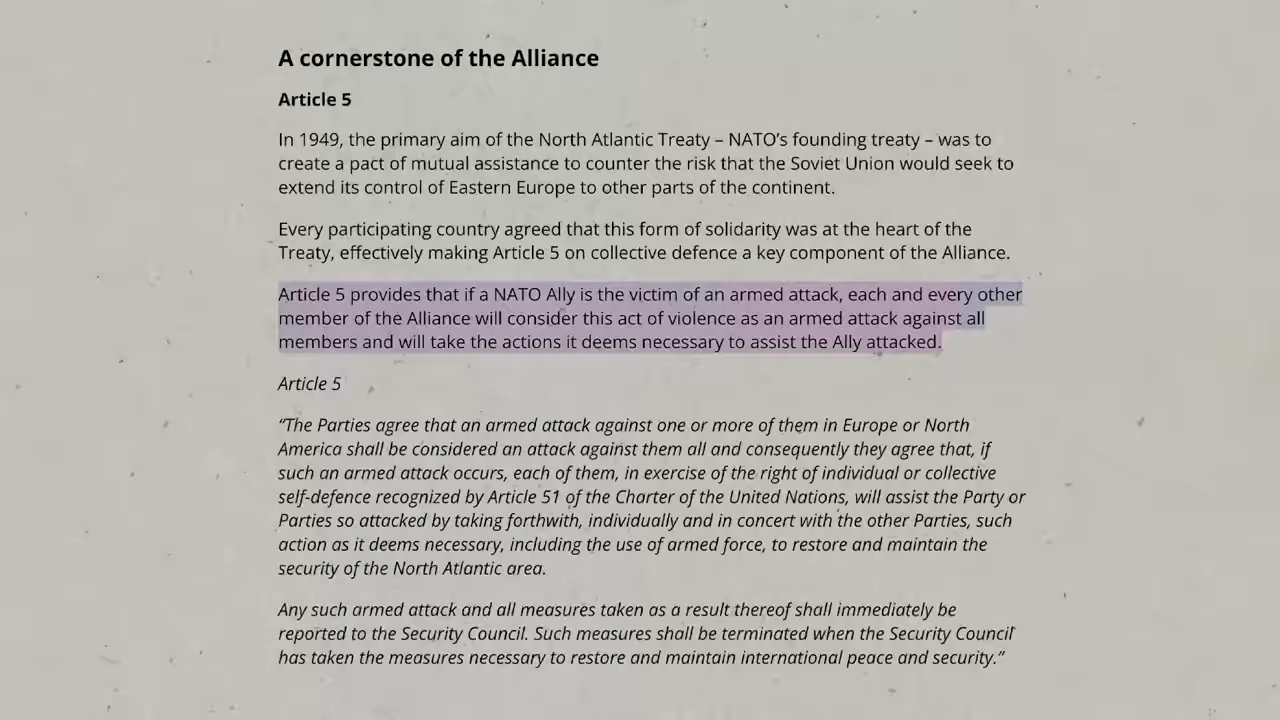 A cornerstone of the Alliance
Article 5
In 1949, the primary aim of the North Atlantic Treaty – NATO’s founding treaty – was to
create a pact of mutual assistance to counter the risk that the Soviet Union would seek to
extend its control of Eastern Europe to other parts of the continent.
Every participating country agreed that this form of solidarity was at the heart of the
Treaty, effectively making Article 5 on collective defence a key component of the Alliance.
Article 5 provides that if a NATO Ally is the victim of an armed attack, each and every other
member of the Alliance will consider this act of violence as an armed attack against all
members and will take the actions it deems necessary to assist the Ally attacked.
Article 5
“The Parties agree that an armed attack against one or more of them in Europe or North
America shall be considered an attack against them all and consequently they agree that, if
such an armed attack occurs, each of them, in exercise of the right of individual or collective
self-defence recognized by Article 51 of the Charter of the United Nations, will assist the Party or
Parties so attacked by taking forthwith, individually and in concert with the other Parties, such
action as it deems necessary, including the use of armed force, to restore and maintain the
security of the North Atlantic area.
Any such armed attack and all measures taken as a result thereof shall immediately be
reported to the Security Council. Such measures shall be terminated when the Security Council
has taken the measures necessary to restore and maintain international peace and security.”